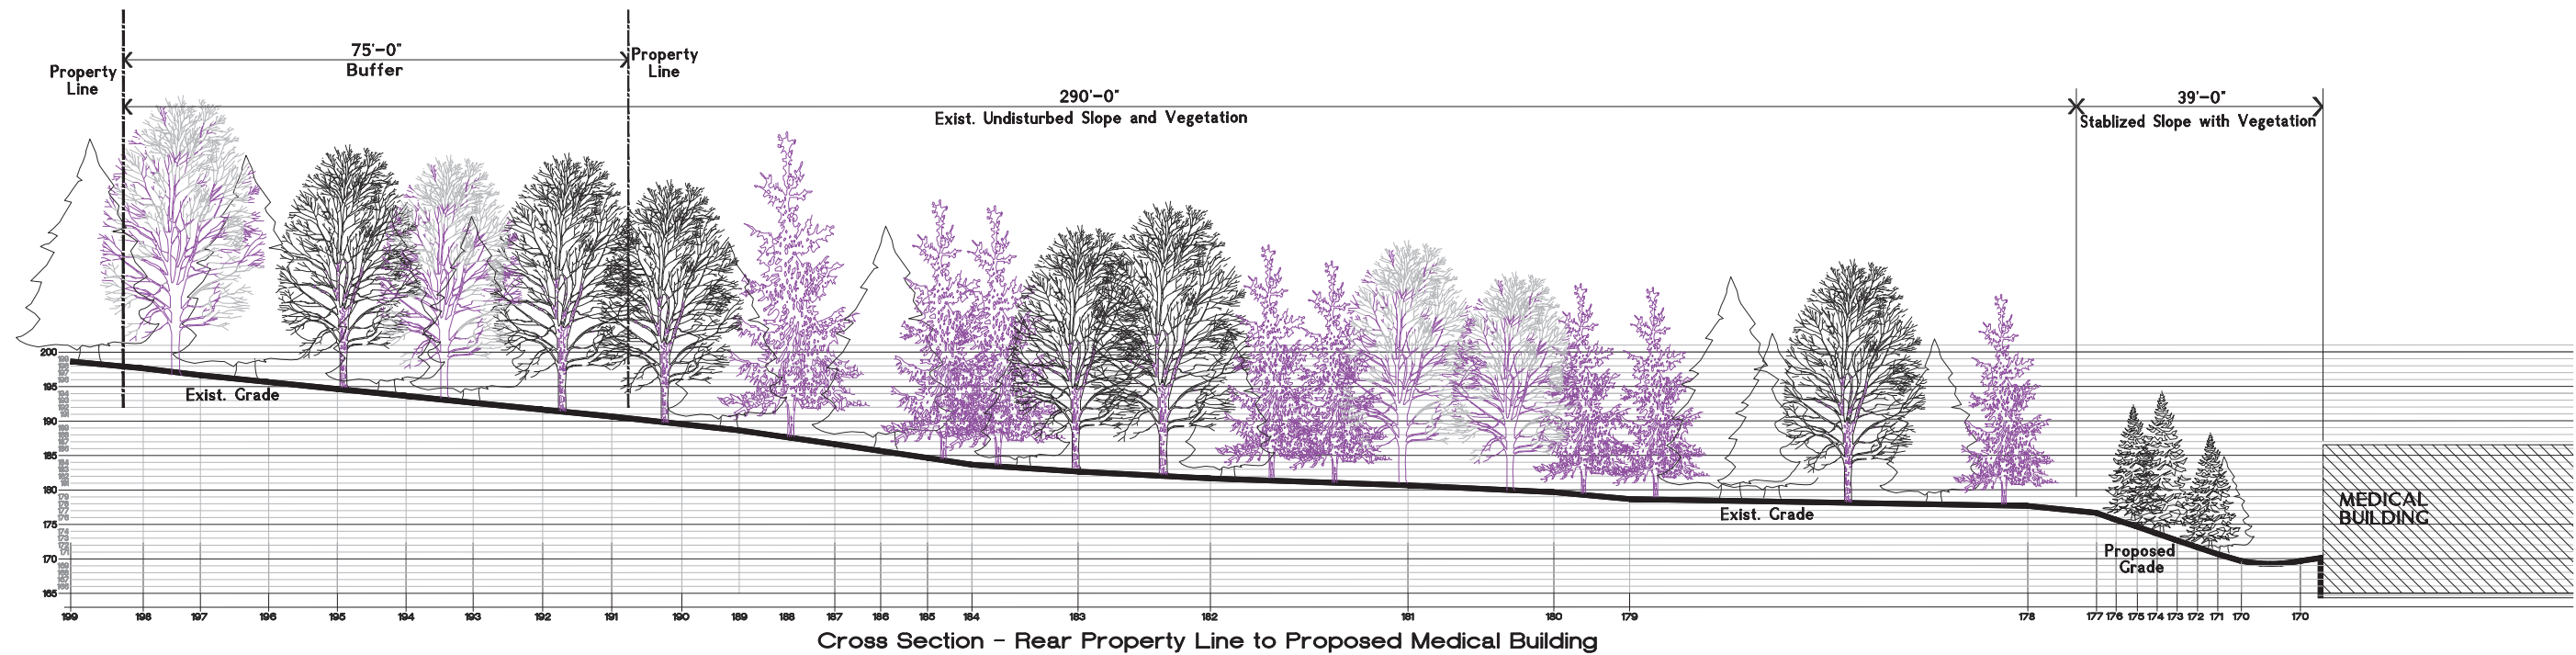 75'-0"
Buffer
Property
Line
Property
Line
290'-0"
Exist. Undisturbed Slope and Vegetation
39'-0"
Stablized Slope with Vegetation
200
195
190
185
180
175
170
165
Exist. Grade
Exist. Grade
Proposed
Grade
MEDICAL
BUILDING
199 198 197 196 195 194 193 192 191 190 189 188 187 186 185 184 183 182 181 180 179 178 177 176 175 174 173 172 171 170 170
Cross Section - Rear Property Line to Proposed Medical Building